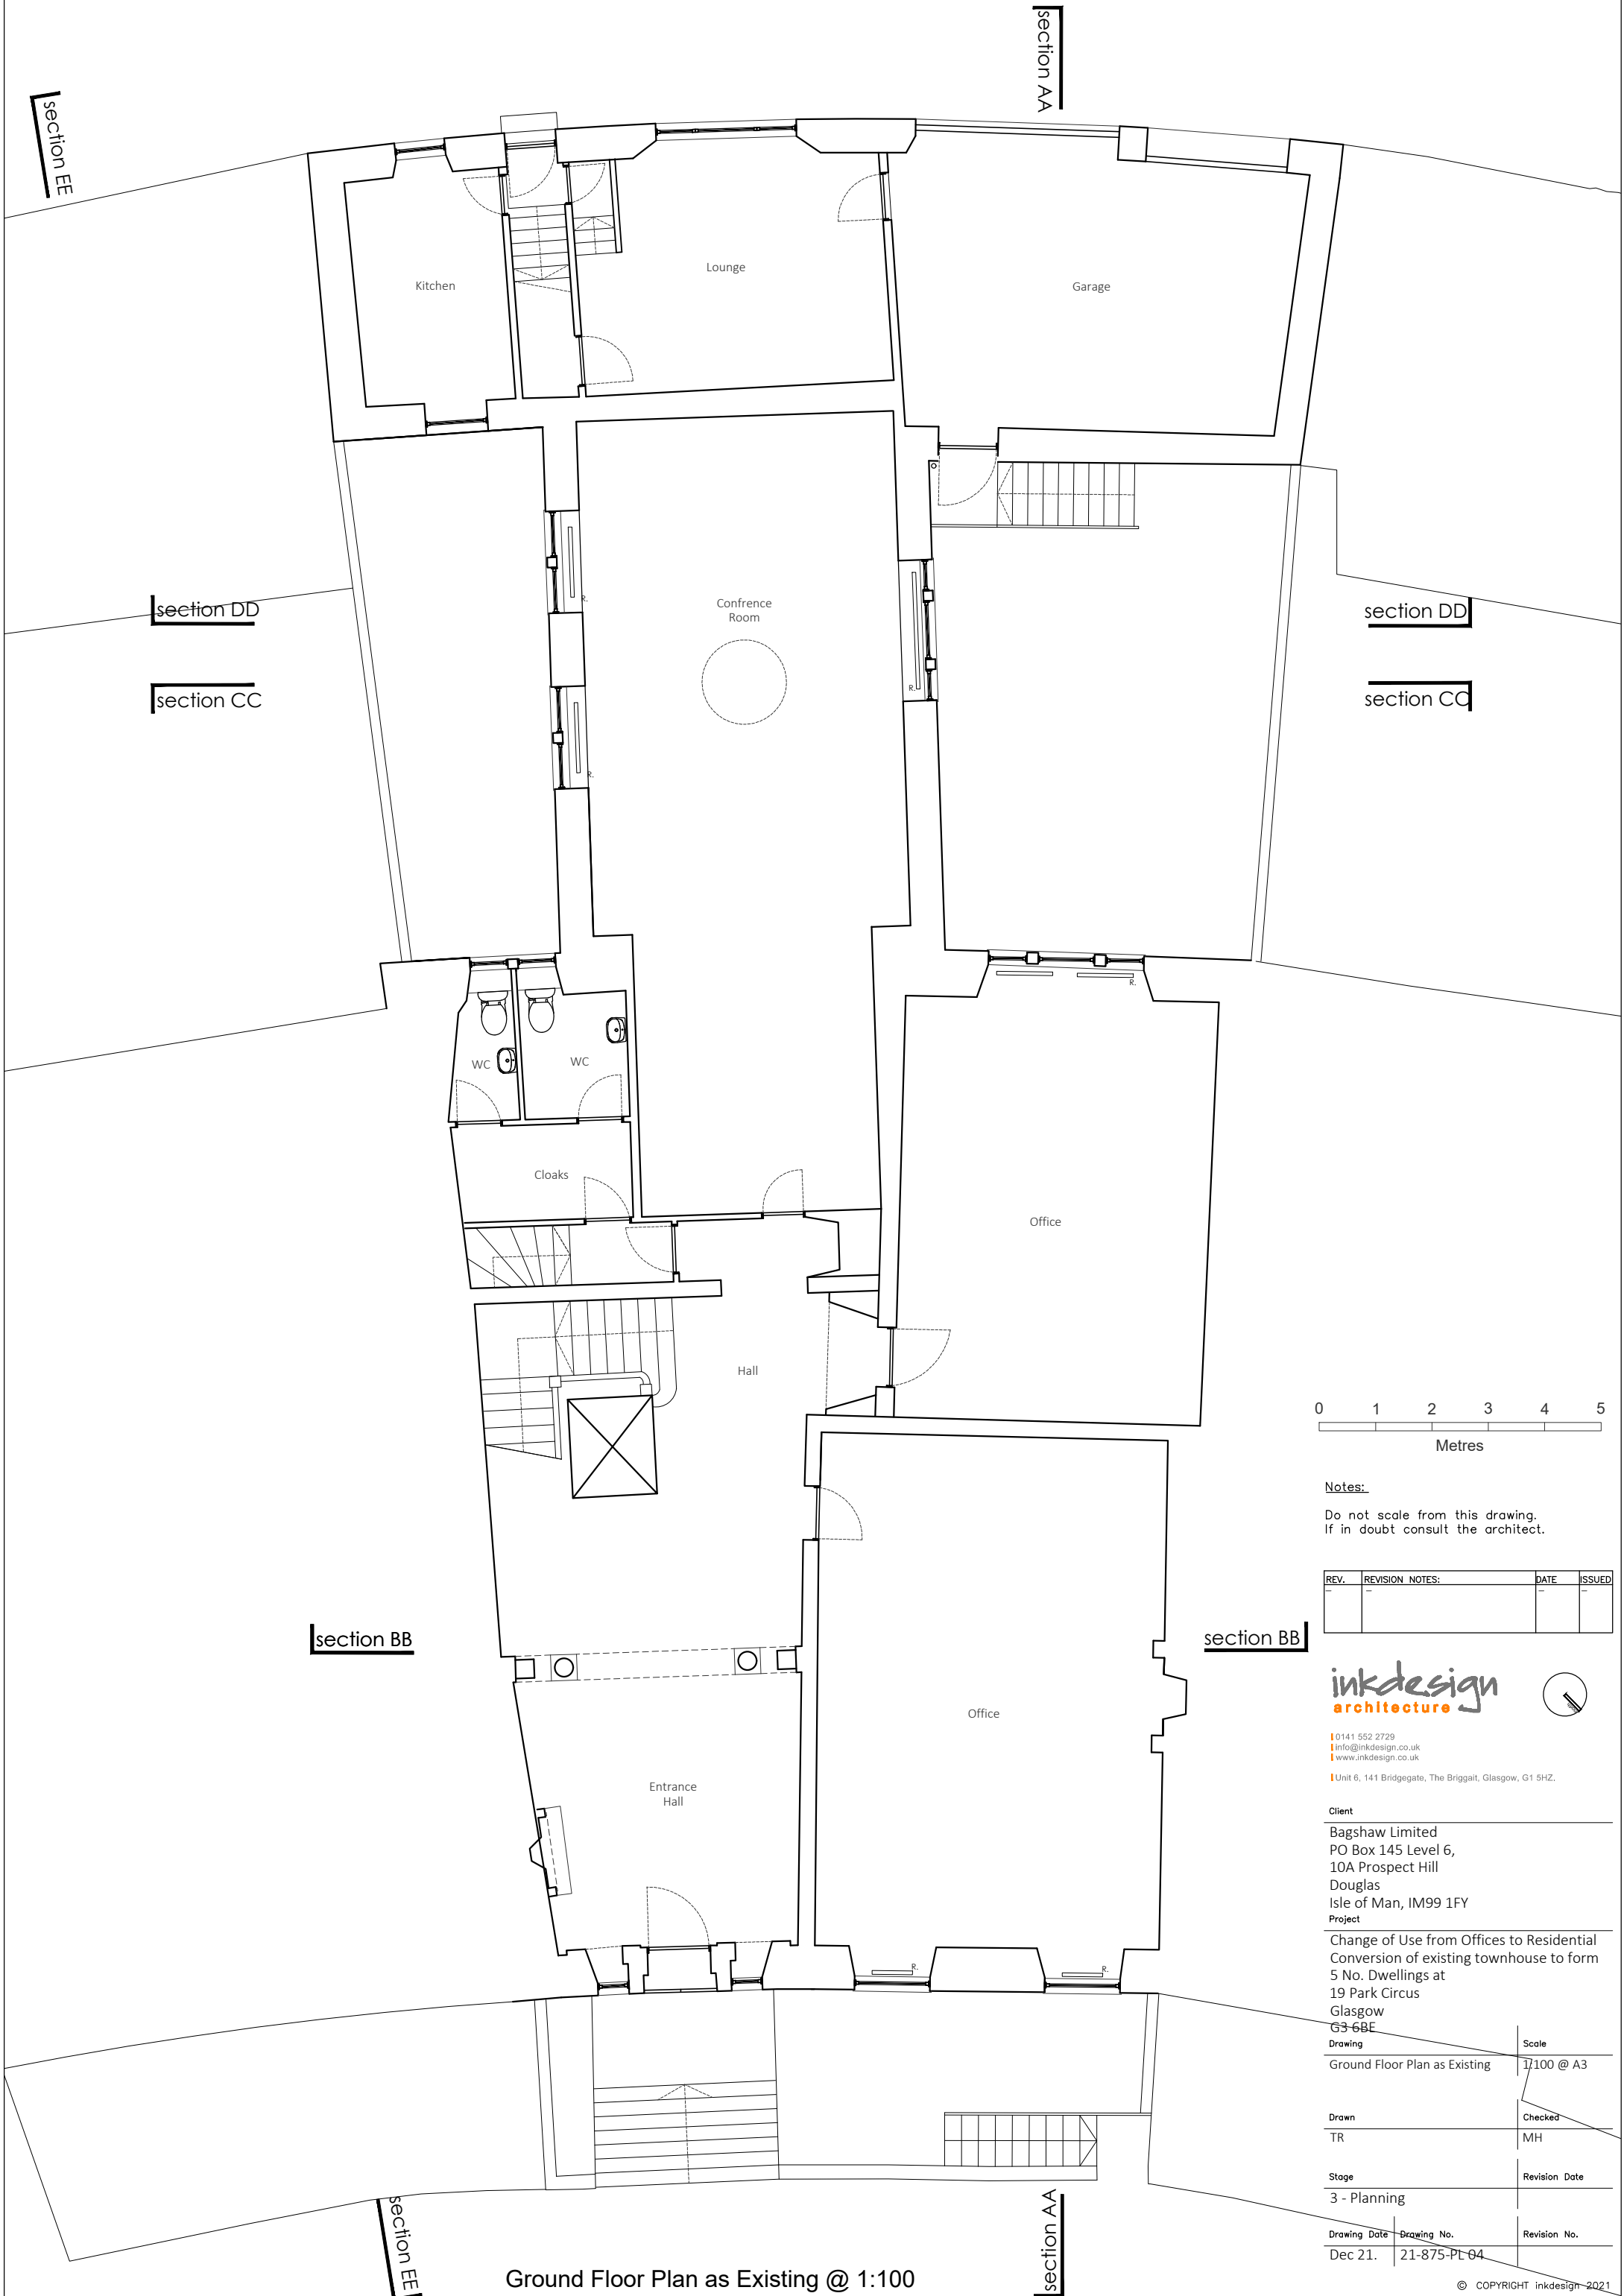 section AA
section EE
Kitchen
Lounge
Garage
section DD
section CC
Confrence
Room
R.
R.
R.
section DD
section CC
R.
WC
WC
Cloaks
Office
Hall
0 1 2 3 4 5
Metres
Notes:
Do not scale from this drawing.
If in doubt consult the architect.
REV. REVISION NOTES: DATE ISSUED
– – – –
section BB
section BB
Office
Entrance
Hall
R.
R.
inkdesign
architecture
0141 552 2729
info@inkdesign.co.uk
www.inkdesign.co.uk
Unit 6, 141 Bridgegate, The Briggait, Glasgow, G1 5HZ.
Client
Bagshaw Limited
PO Box 145 Level 6,
10A Prospect Hill
Douglas
Isle of Man, IM99 1FY
Project
Change of Use from Offices to Residential
Conversion of existing townhouse to form
5 No. Dwellings at
19 Park Circus
Glasgow
G3 6BE
Drawing Scale
Ground Floor Plan as Existing 1:100 @ A3
Drawn Checked
TR MH
Stage Revision Date
3 - Planning
Drawing Date Drawing No. Revision No.
Dec 21. 21-875-PL 04
section EE
section AA
Ground Floor Plan as Existing @ 1:100
© COPYRIGHT inkdesign 2021